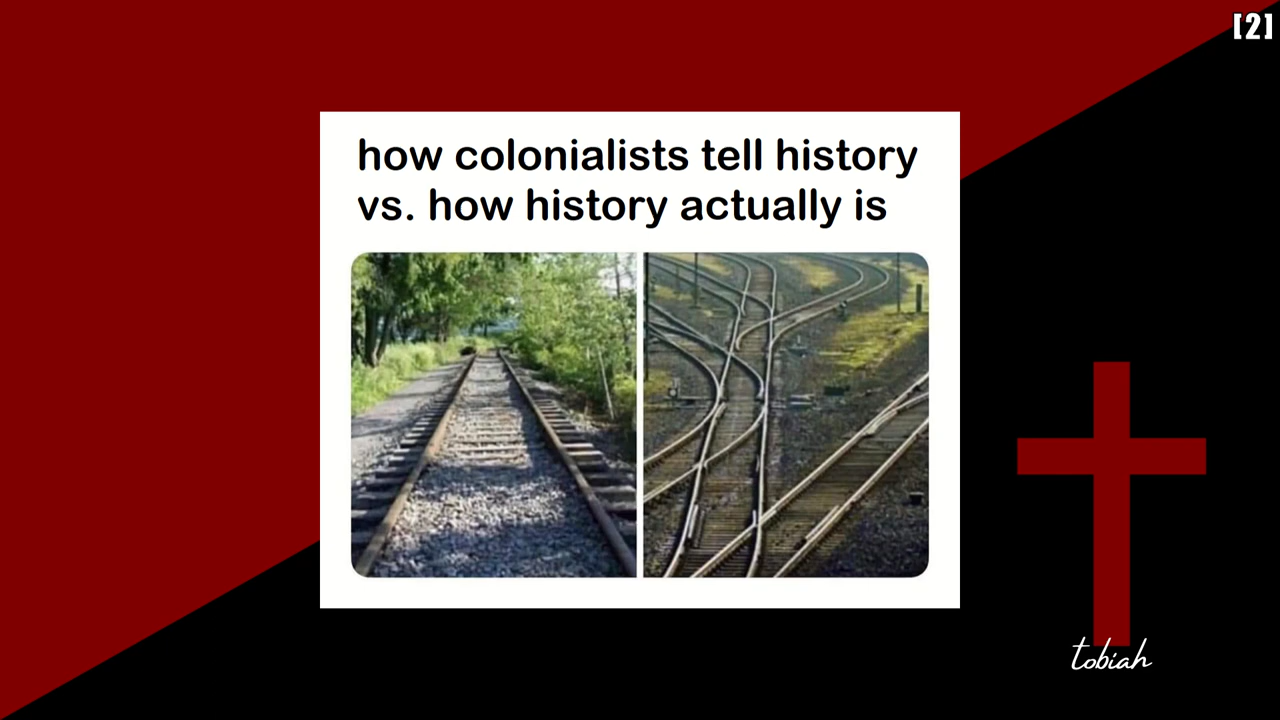 [2]
how colonialists tell history
vs. how history actually is
tobiah